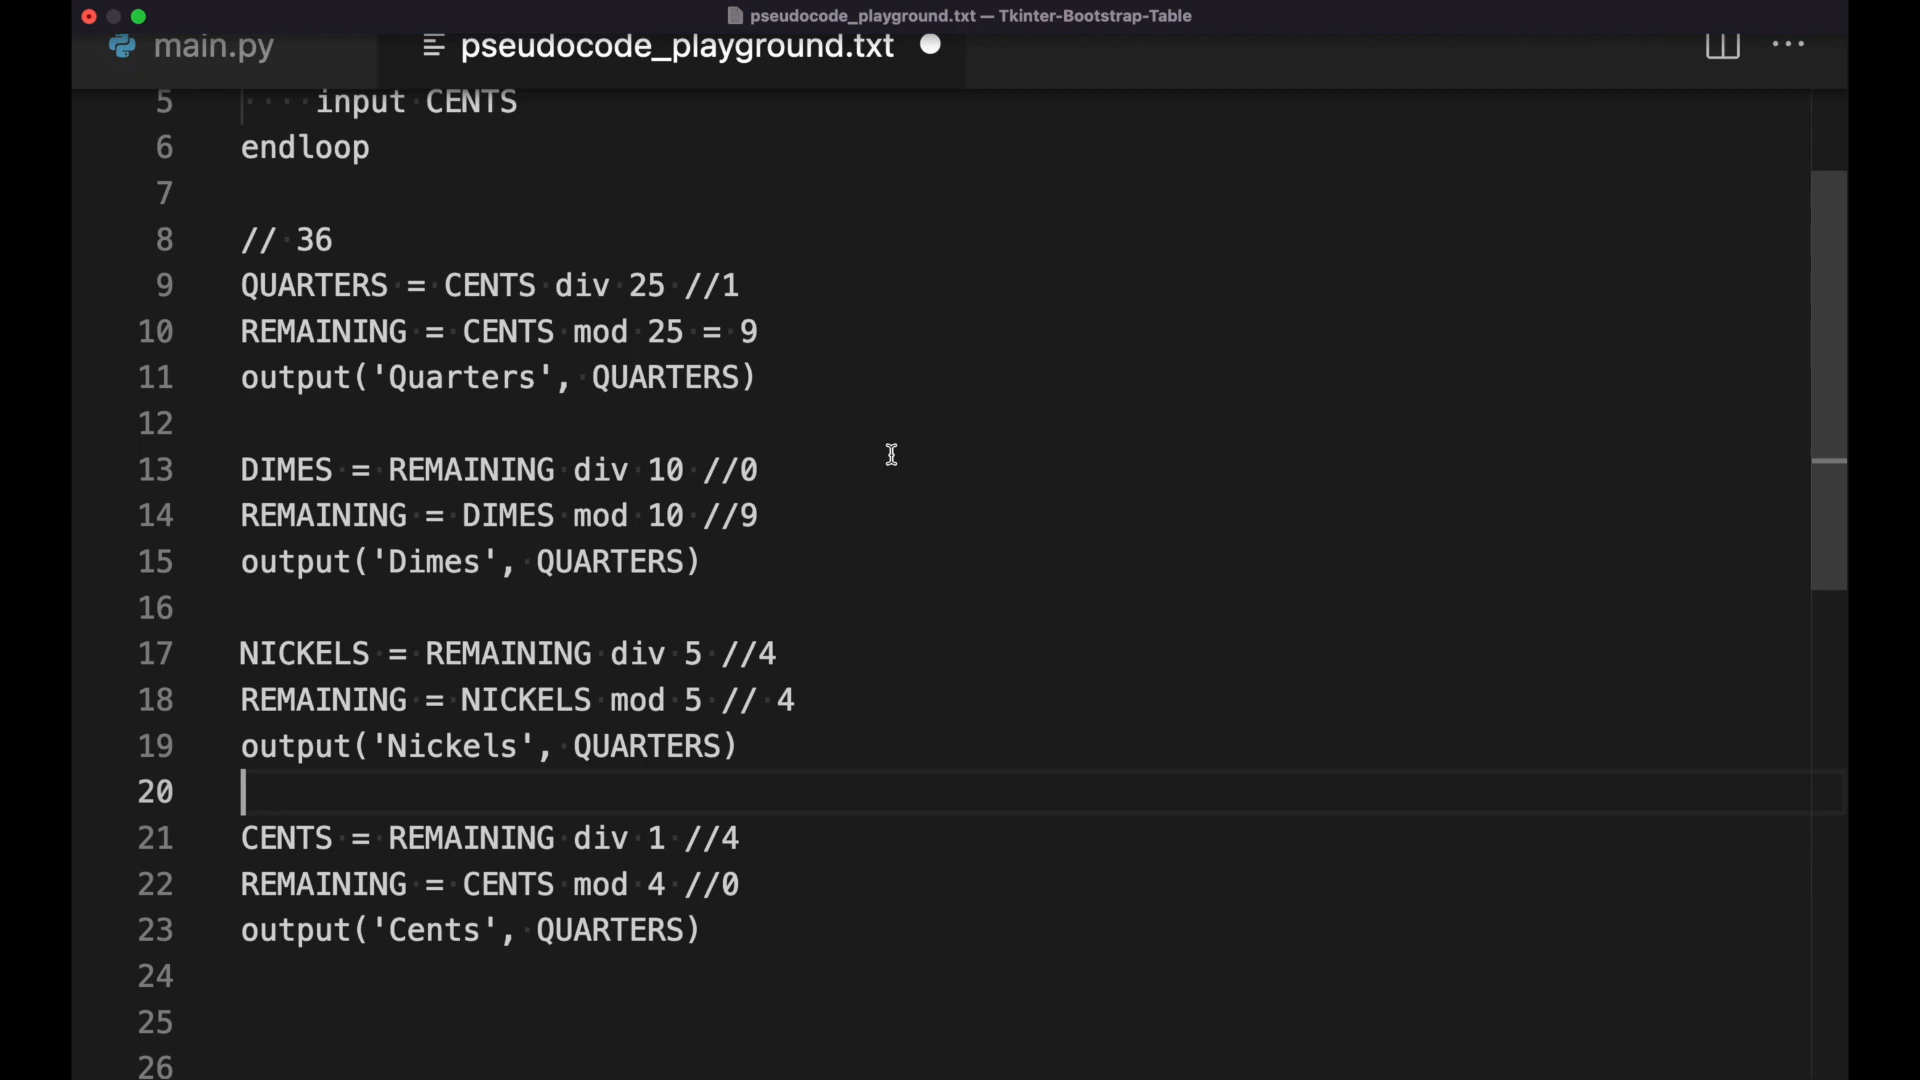 pseudocode_playground.txt — Tkinter-Bootstrap-Table
main.py
pseudocode_playground.txt
5 input CENTS
6 endloop
7
8 // 36
9 QUARTERS = CENTS div 25 //1
10 REMAINING = CENTS mod 25 = 9
11 output('Quarters', QUARTERS)
12
13 DIMES = REMAINING div 10 //0
14 REMAINING = DIMES mod 10 //9
15 output('Dimes', QUARTERS)
16
17 NICKELS = REMAINING div 5 //4
18 REMAINING = NICKELS mod 5 // 4
19 output('Nickels', QUARTERS)
20
21 CENTS = REMAINING div 1 //4
22 REMAINING = CENTS mod 4 //0
23 output('Cents', QUARTERS)
24
25
26